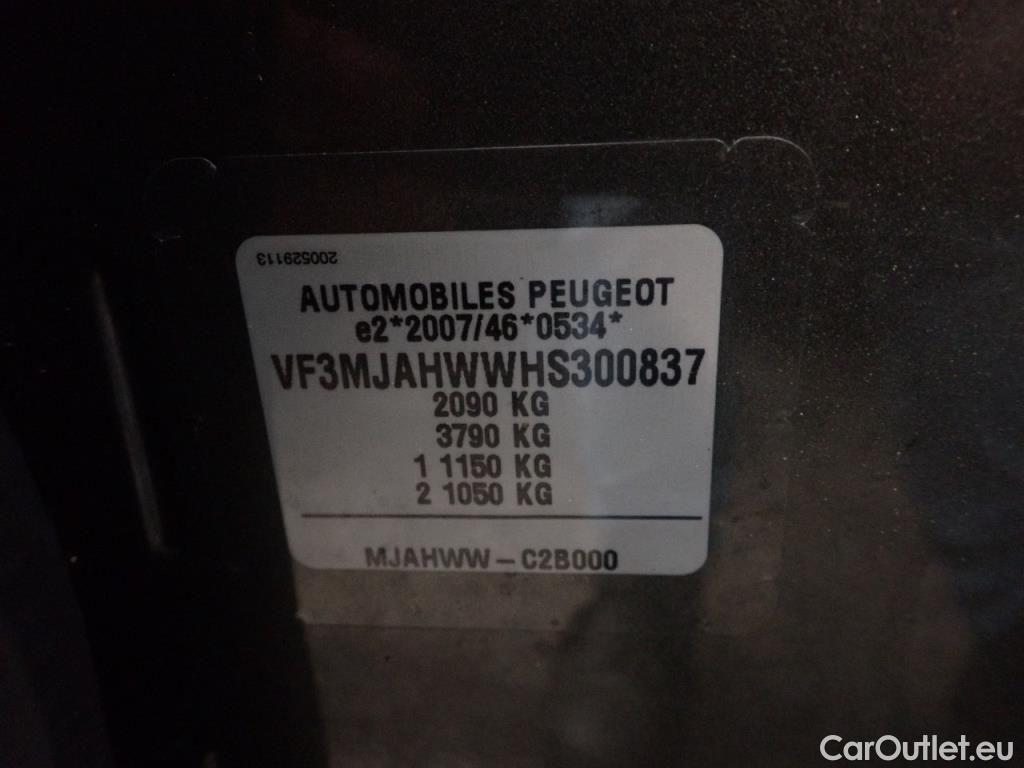 200529113
AUTOMOBILES PEUGEOT
e2*2007/46*0534*
VF3MJAHWWHS300837
2090 KG
3790 KG
1 1150 KG
2 1050 KG
MJAHWW-C2B000
CarOutlet.eu